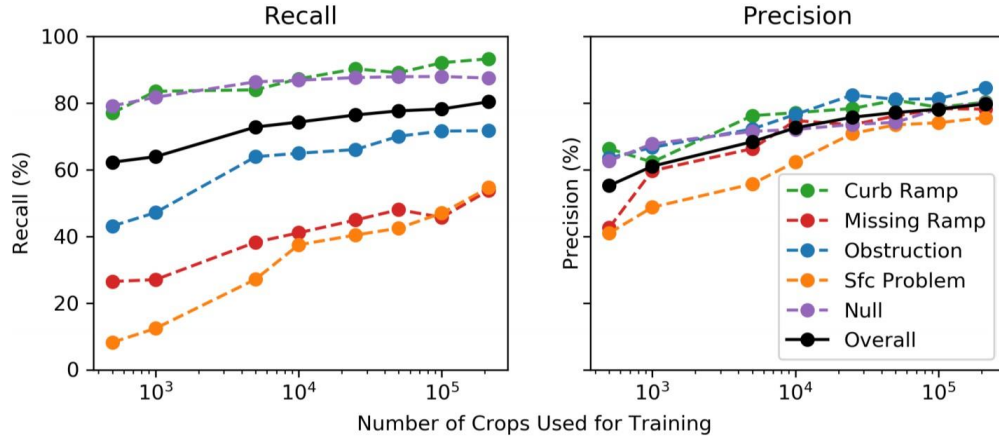 Recall
Precision
Recall (%)
100
80
60
40
20
0
10³
10⁴
10⁵
Precision (%)
10³
10⁴
10⁵
Curb Ramp
Missing Ramp
Obstruction
Sfc Problem
Null
Overall
Number of Crops Used for Training